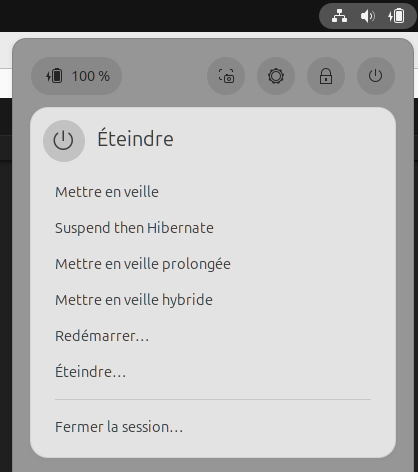 100 %
Éteindre
Mettre en veille
Suspend then Hibernate
Mettre en veille prolongée
Mettre en veille hybride
Redémarrer…
Éteindre…
Fermer la session…